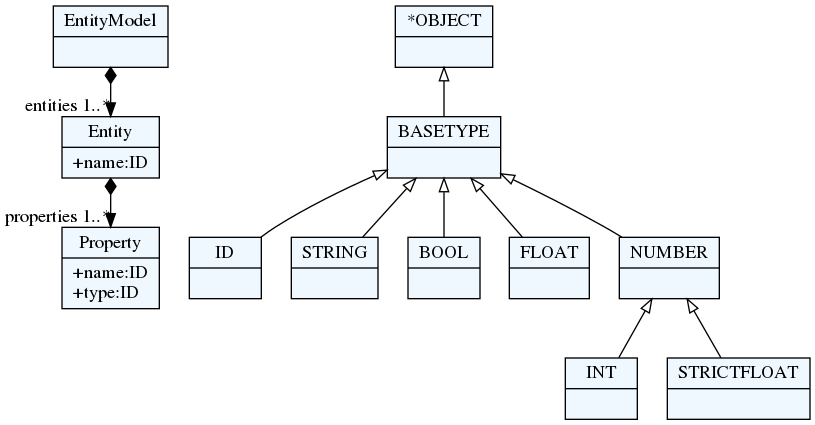 EntityModel
*OBJECT
entities 1..*
Entity
+name:ID
BASETYPE
properties 1..*
Property
+name:ID
+type:ID
ID
STRING
BOOL
FLOAT
NUMBER
INT
STRICTFLOAT